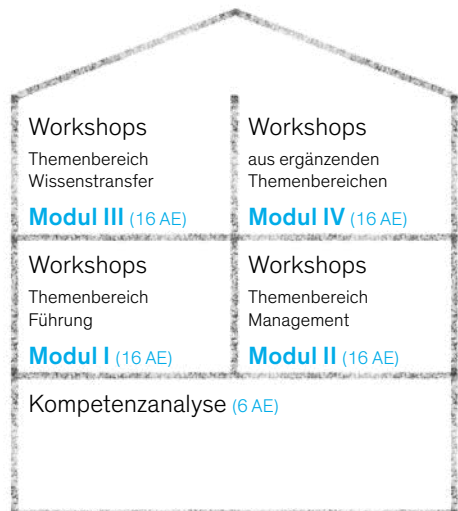 Workshops
Themenbereich
Wissenstransfer
Modul III (16 AE)
Workshops
aus ergänzenden
Themenbereichen
Modul IV (16 AE)
Workshops
Themenbereich
Führung
Modul I (16 AE)
Workshops
Themenbereich
Management
Modul II (16 AE)
Kompetenzanalyse (6 AE)